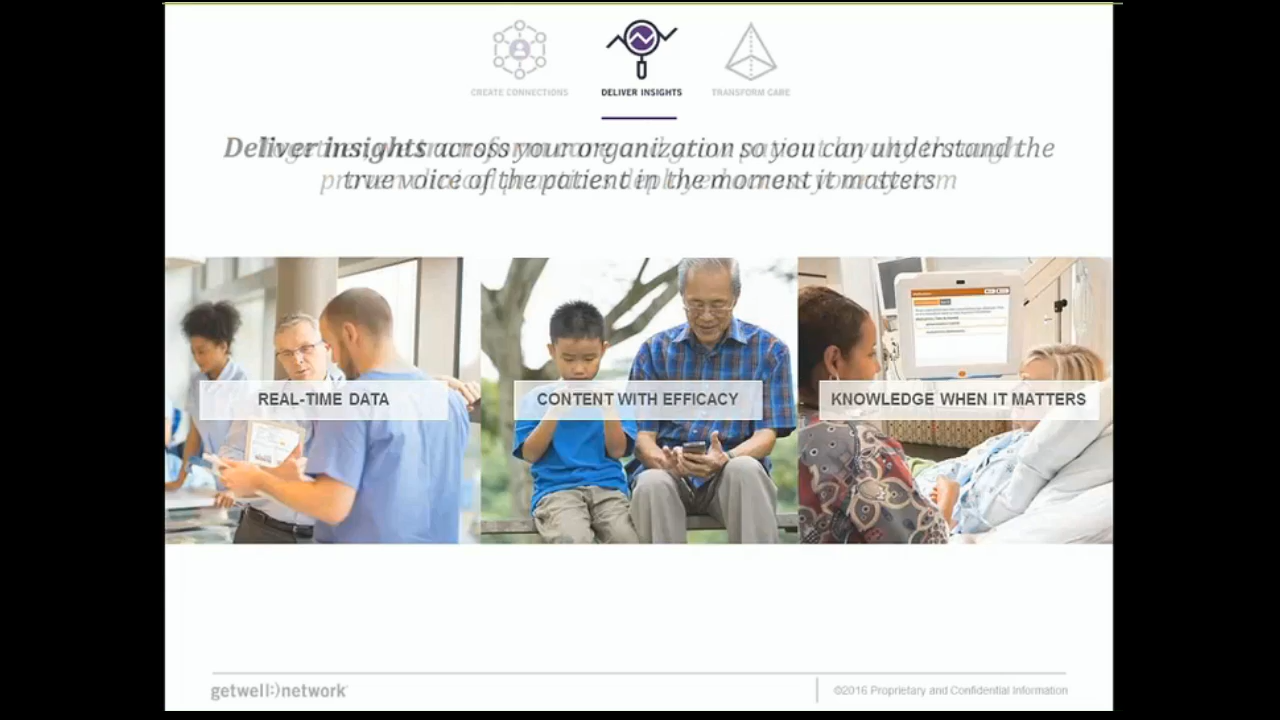 CREATE CONNECTIONS
DELIVER INSIGHTS
TRANSFORM CARE
Deliver insights across your organization so you can understand the
true voice of the patient in the moment it matters
REAL-TIME DATA
CONTENT WITH EFFICACY
KNOWLEDGE WHEN IT MATTERS
getwell:)network
©2016 Proprietary and Confidential Information